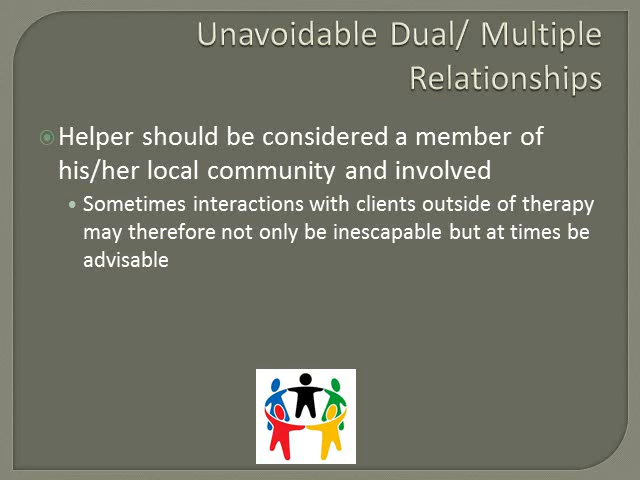 Unavoidable Dual/ Multiple
Relationships
Helper should be considered a member of
his/her local community and involved
Sometimes interactions with clients outside of therapy
may therefore not only be inescapable but at times be
advisable